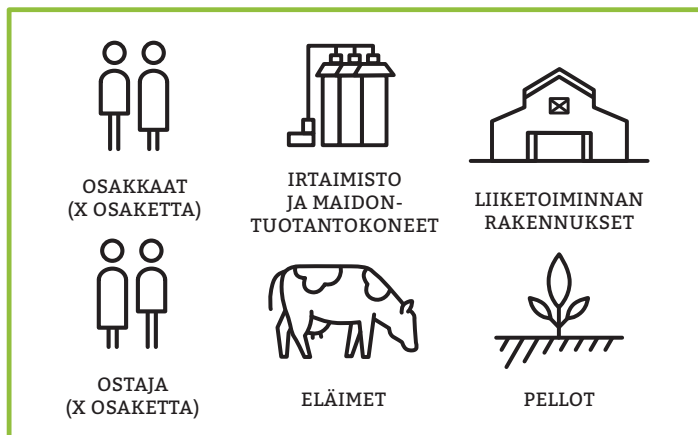 OSAKKAAT
(X OSAKETTA)
IRTAIMISTO
JA MAIDON-
TUOTANTOKONEET
LIIKETOIMINNAN
RAKENNUKSET
OSTAJA
(X OSAKETTA)
ELÄIMET
PELLOT